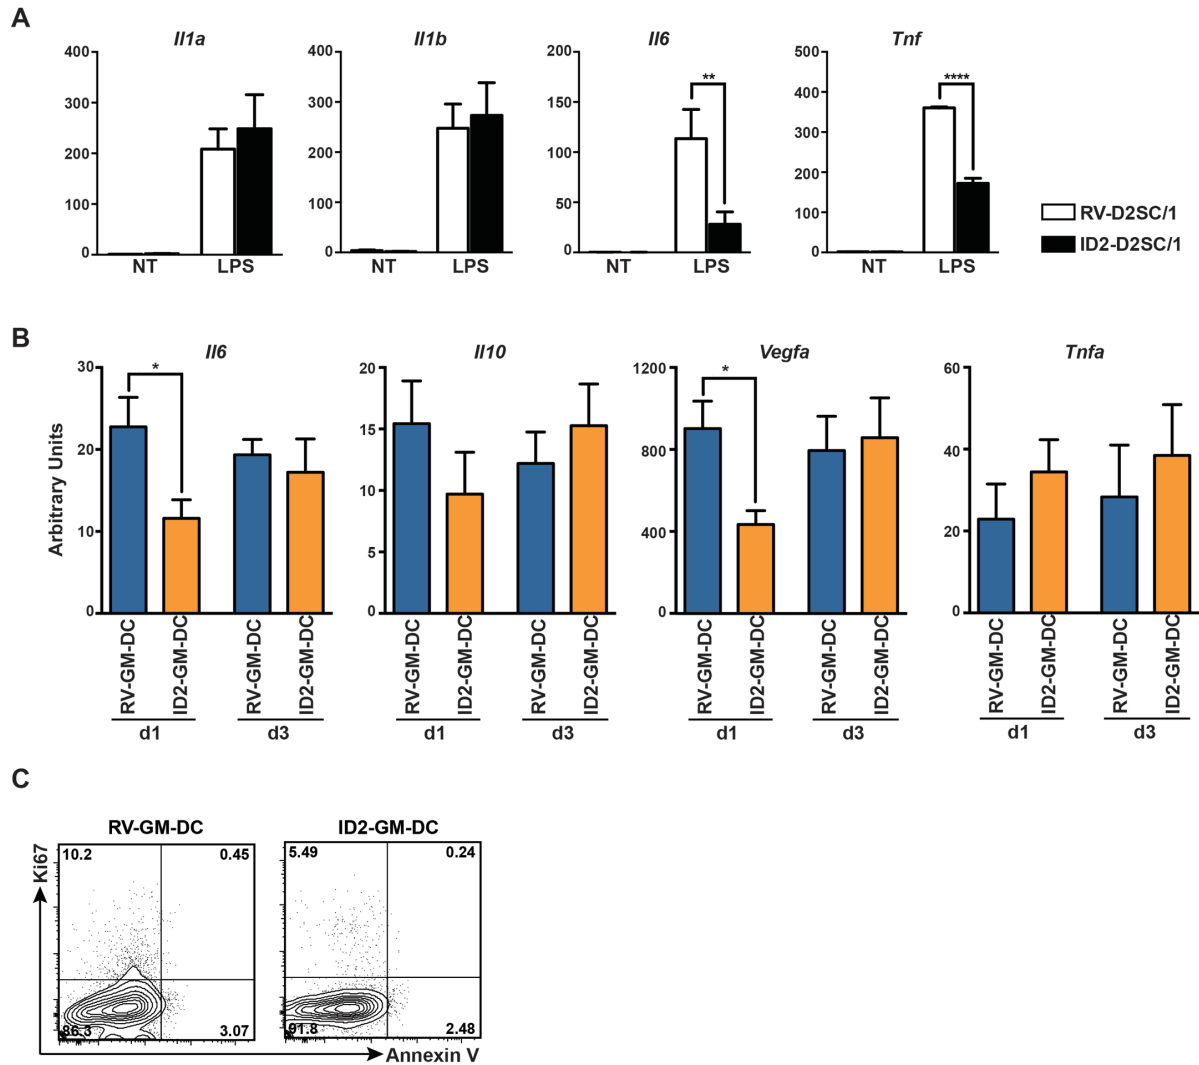 A
Il1a
Il1b
Il6
Tnf
400
300
200
100
0
NT
LPS
400
300
200
100
0
NT
LPS
200
150
100
50
0
**
NT
LPS
500
400
300
200
100
0
****
NT
LPS
RV-D2SC/1
ID2-D2SC/1
B
Il6
Il10
Vegfa
Tnfa
Arbitrary Units
30
20
10
0
*
RV-GM-DC
ID2-GM-DC
RV-GM-DC
ID2-GM-DC
d1
d3
20
15
10
5
0
RV-GM-DC
ID2-GM-DC
RV-GM-DC
ID2-GM-DC
d1
d3
1200
800
400
0
*
RV-GM-DC
ID2-GM-DC
RV-GM-DC
ID2-GM-DC
d1
d3
60
40
20
0
RV-GM-DC
ID2-GM-DC
RV-GM-DC
ID2-GM-DC
d1
d3
C
RV-GM-DC
ID2-GM-DC
Ki67
10.2
0.45
86.3
3.07
5.49
0.24
91.8
2.48
Annexin V